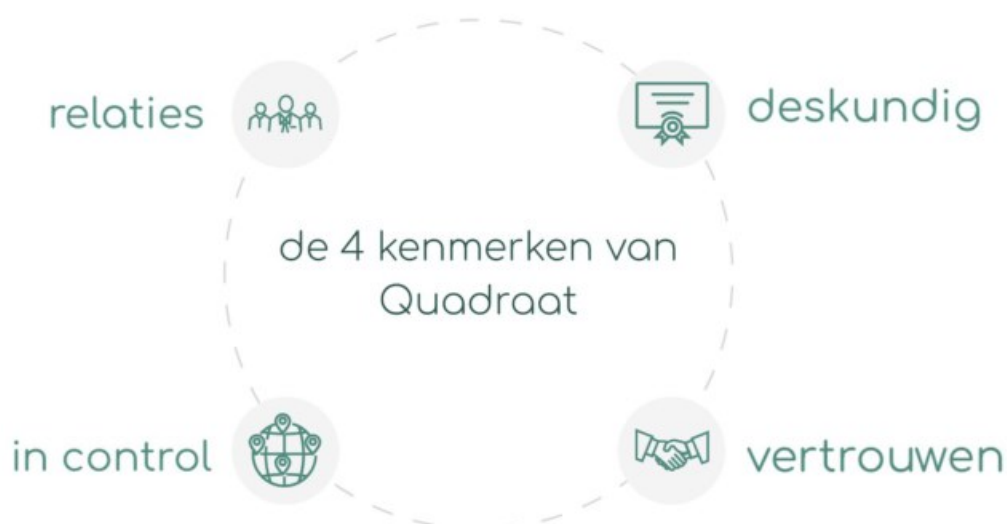 relaties
deskundig
de 4 kenmerken van
Quadraat
in control
vertrouwen